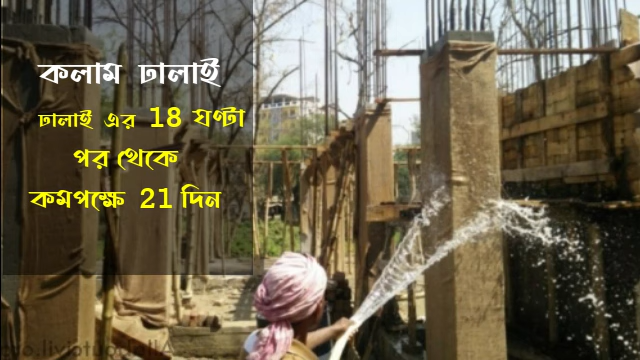 কলাম ঢালাই
ঢালাই এর 18 ঘণ্টা
পর থেকে
কমপক্ষে 21 দিন